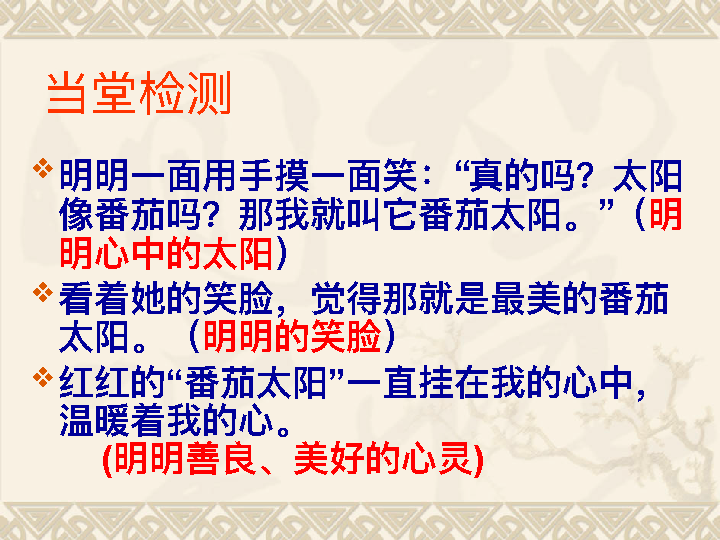 当堂检测
明明一面用手摸一面笑：“真的吗？太阳
像番茄吗？那我就叫它番茄太阳。”（明
明心中的太阳）
看着她的笑脸，觉得那就是最美的番茄
太阳。（明明的笑脸）
红红的“番茄太阳”一直挂在我的心中，
温暖着我的心。
(明明善良、美好的心灵)